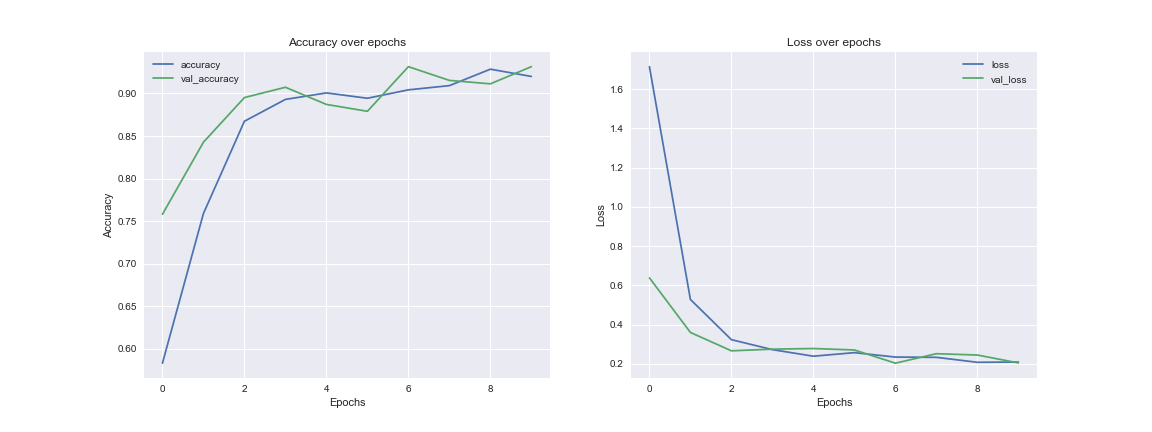 Accuracy over epochs
accuracy
val_accuracy
0.90
0.85
0.80
0.75
0.70
0.65
0.60
Accuracy
0 2 4 6 8
Epochs
Loss over epochs
loss
val_loss
1.6
1.4
1.2
1.0
0.8
0.6
0.4
0.2
Loss
0 2 4 6 8
Epochs